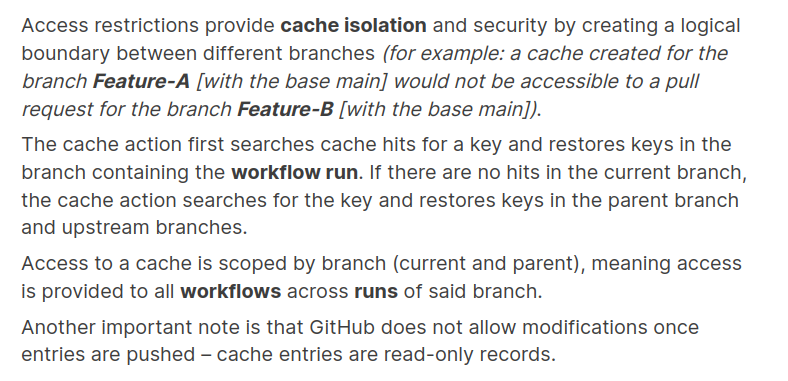 Access restrictions provide cache isolation and security by creating a logical
boundary between different branches (for example: a cache created for the
branch Feature-A [with the base main] would not be accessible to a pull
request for the branch Feature-B [with the base main]).
The cache action first searches cache hits for a key and restores keys in the
branch containing the workflow run. If there are no hits in the current branch,
the cache action searches for the key and restores keys in the parent branch
and upstream branches.
Access to a cache is scoped by branch (current and parent), meaning access
is provided to all workflows across runs of said branch.
Another important note is that GitHub does not allow modifications once
entries are pushed – cache entries are read-only records.